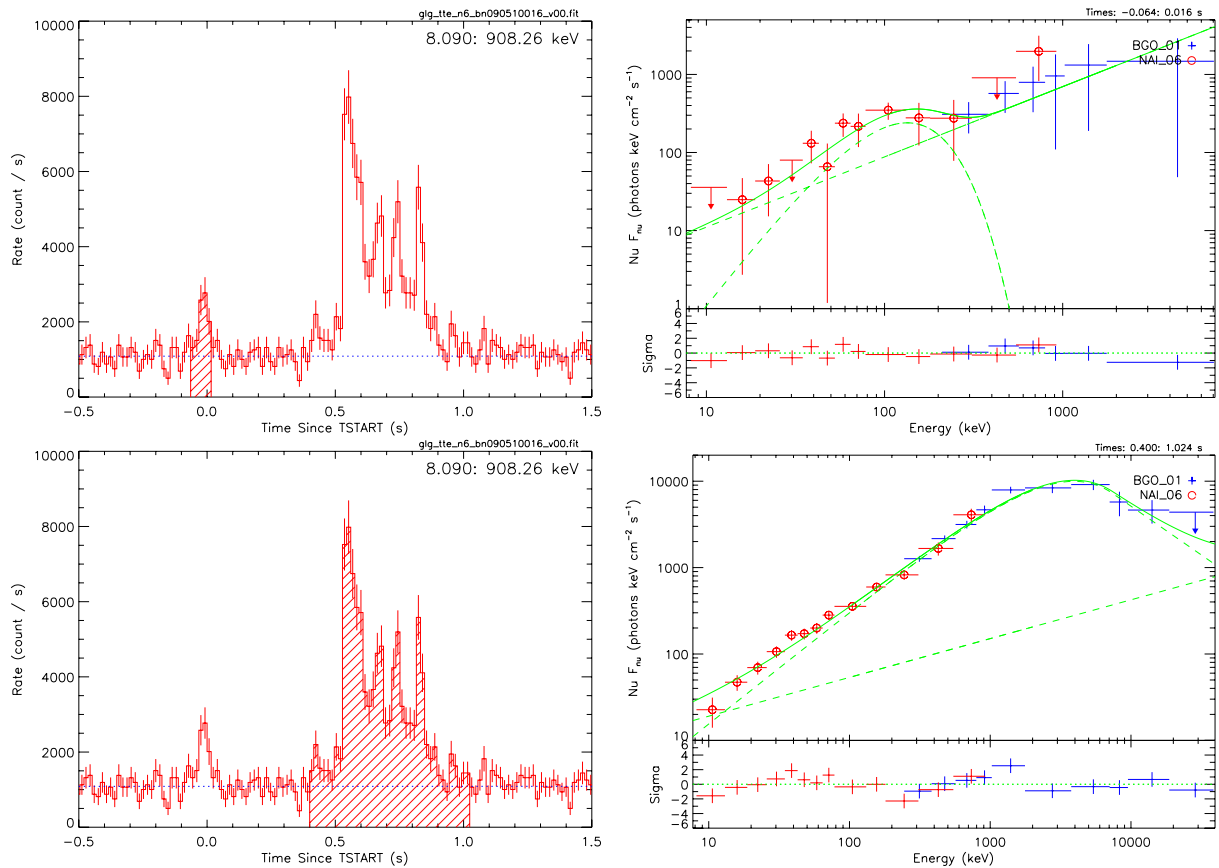 glg_tte_n6_bn090510016_v00.fit
8.090: 908.26 keV
Rate (count / s)
10000
8000
6000
4000
2000
0
−0.5 0.0 0.5 1.0 1.5
Time Since TSTART (s)
Times: −0.064: 0.016 s
BGO_01
NAI_06
Nu Fnu (photons keV cm−2 s−1)
1000
100
10
1
Sigma
6
4
2
0
−2
−4
−6
10 100 1000
Energy (keV)
glg_tte_n6_bn090510016_v00.fit
8.090: 908.26 keV
Rate (count / s)
10000
8000
6000
4000
2000
0
−0.5 0.0 0.5 1.0 1.5
Time Since TSTART (s)
Times: 0.400: 1.024 s
BGO_01
NAI_06
Nu Fnu (photons keV cm−2 s−1)
10000
1000
100
10
Sigma
6
4
2
0
−2
−4
−6
10 100 1000 10000
Energy (keV)